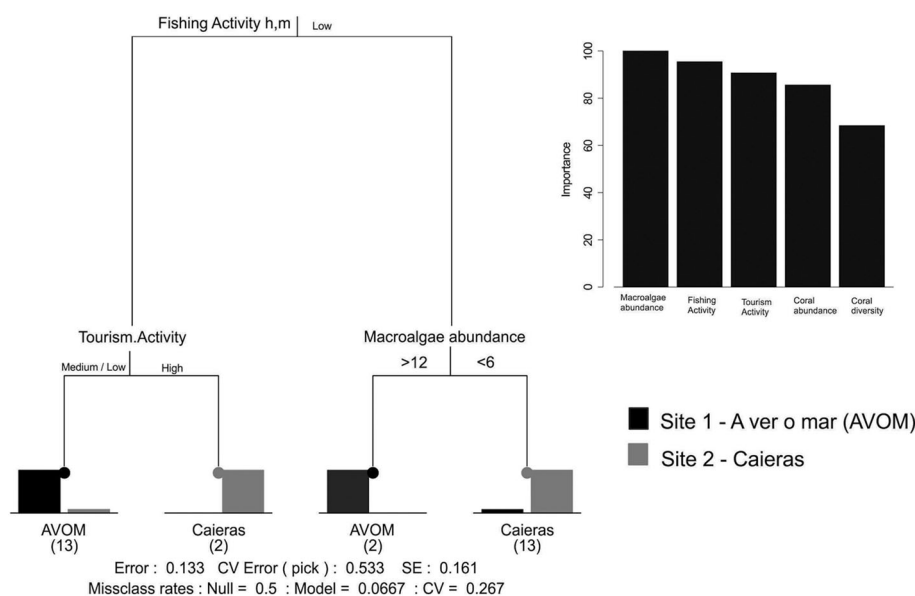 Fishing Activity h,m Low
Tourism.Activity
Medium / Low High
Macroalgae abundance
>12 <6
AVOM
(13)
Caieras
(2)
AVOM
(2)
Caieras
(13)
Error : 0.133 CV Error ( pick ) : 0.533 SE : 0.161
Missclass rates : Null = 0.5 : Model = 0.0667 : CV = 0.267
Importance
100
80
60
40
20
0
Macroalgae
abundance
Fishing
Activity
Tourism
Activity
Coral
abundance
Coral
diversity
Site 1 - A ver o mar (AVOM)
Site 2 - Caieras